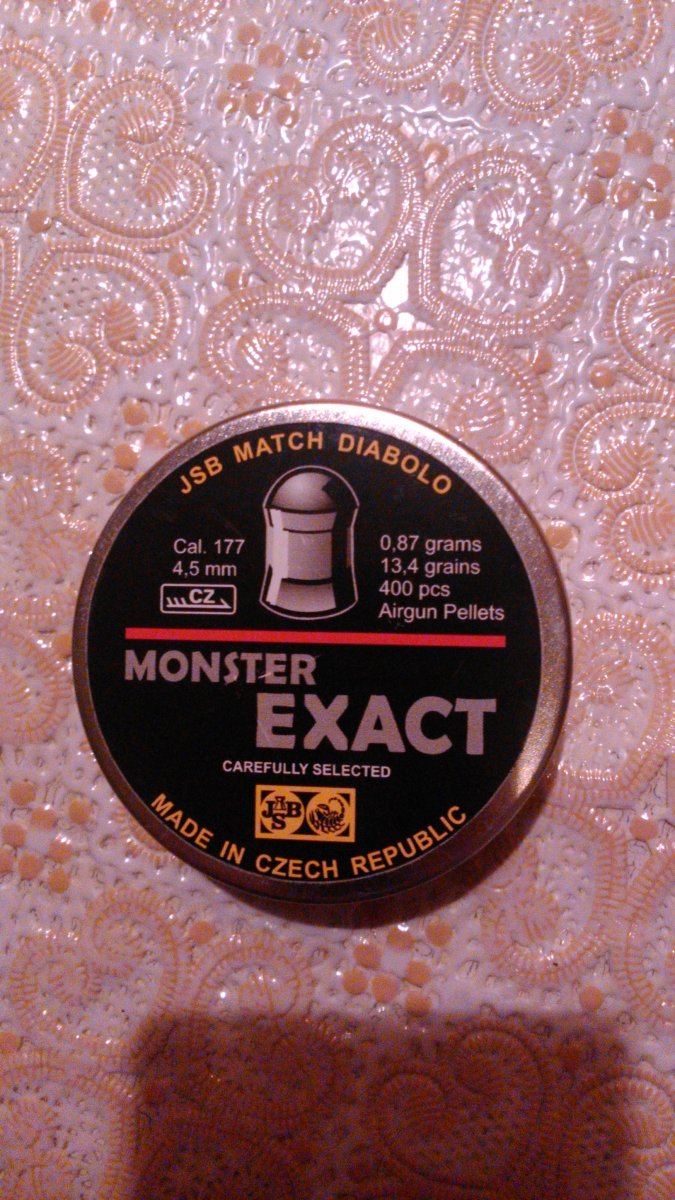 JSB MATCH DIABOLO
Cal. 177
4,5 mm
CZ
0,87 grams
13,4 grains
400 pcs
Airgun Pellets
MONSTER
EXACT
CAREFULLY SELECTED
JSB
MADE IN CZECH REPUBLIC